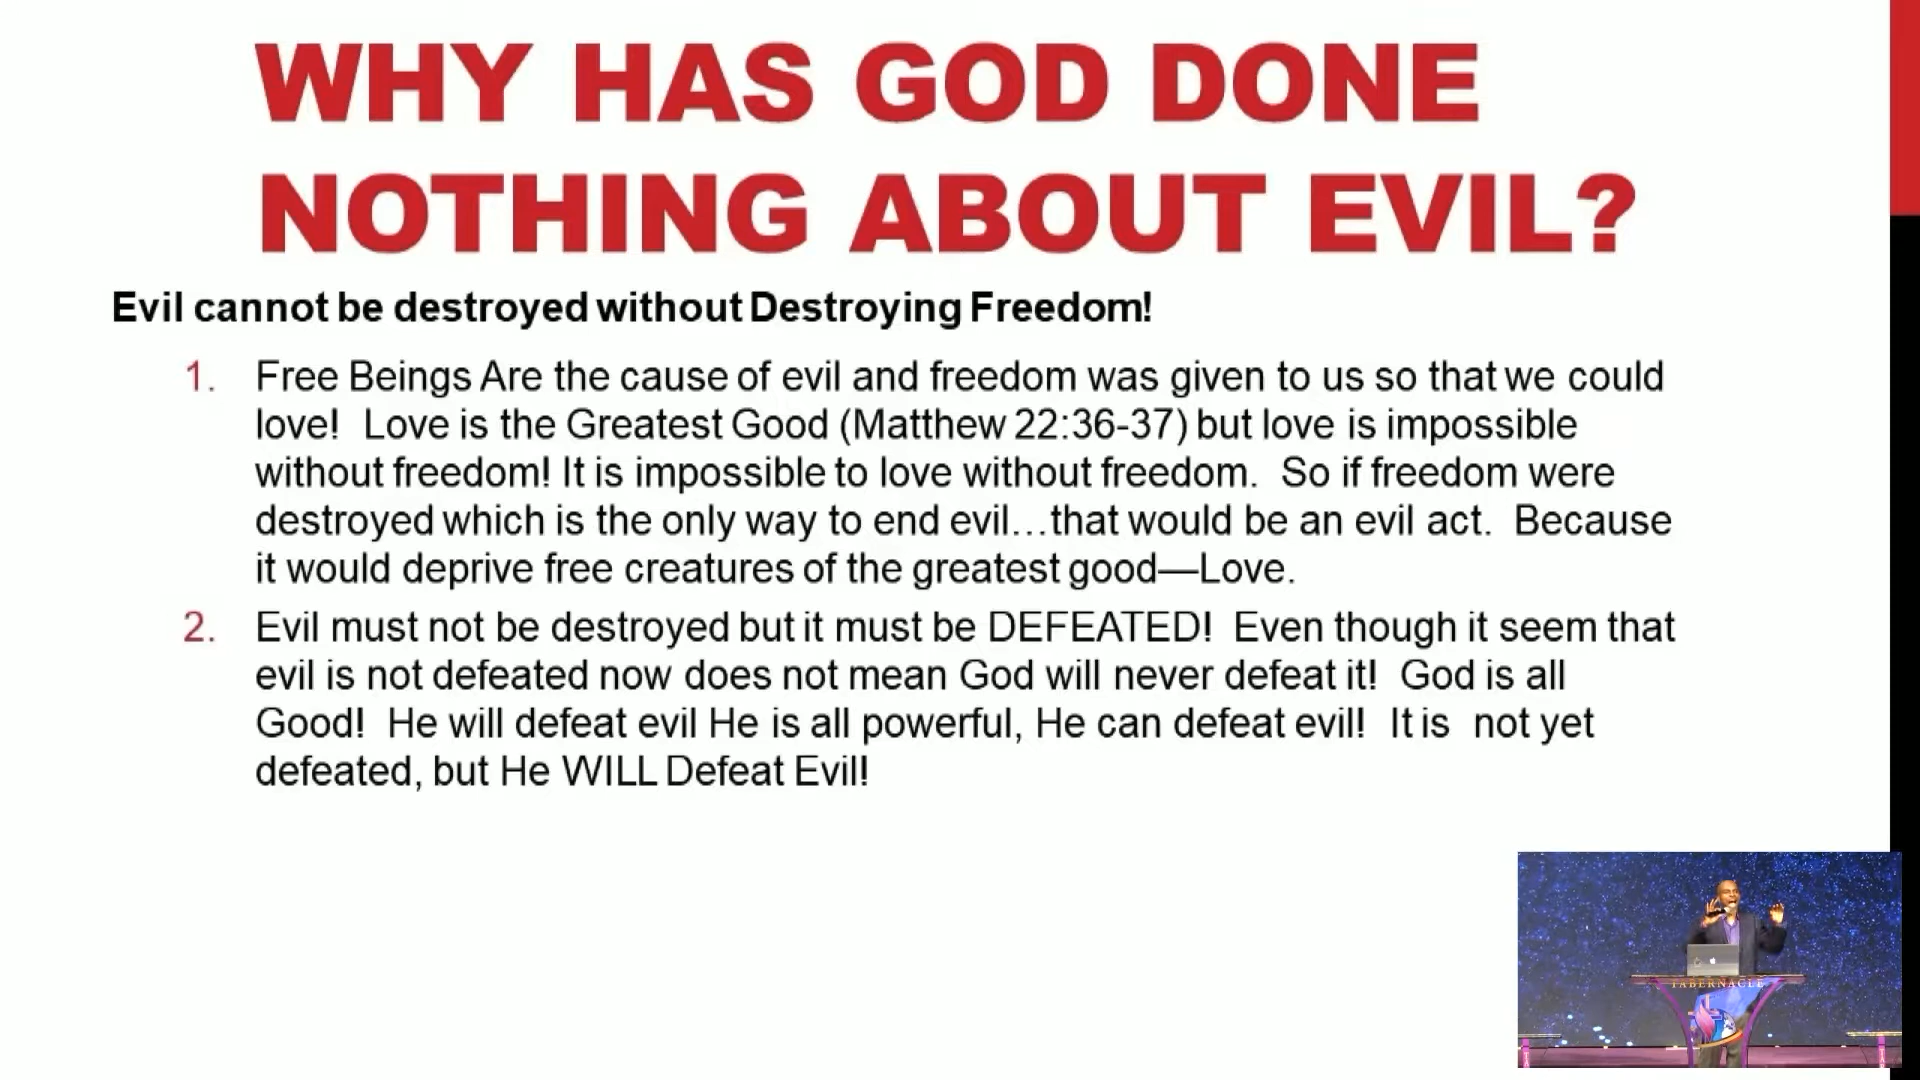 WHY HAS GOD DONE
NOTHING ABOUT EVIL?
Evil cannot be destroyed without Destroying Freedom!
1. Free Beings Are the cause of evil and freedom was given to us so that we could
love!  Love is the Greatest Good (Matthew 22:36-37) but love is impossible
without freedom! It is impossible to love without freedom.  So if freedom were
destroyed which is the only way to end evil…that would be an evil act.  Because
it would deprive free creatures of the greatest good—Love.
2. Evil must not be destroyed but it must be DEFEATED!  Even though it seem that
evil is not defeated now does not mean God will never defeat it!  God is all
Good!  He will defeat evil He is all powerful, He can defeat evil!  It is  not yet
defeated, but He WILL Defeat Evil!
TABERNACLE